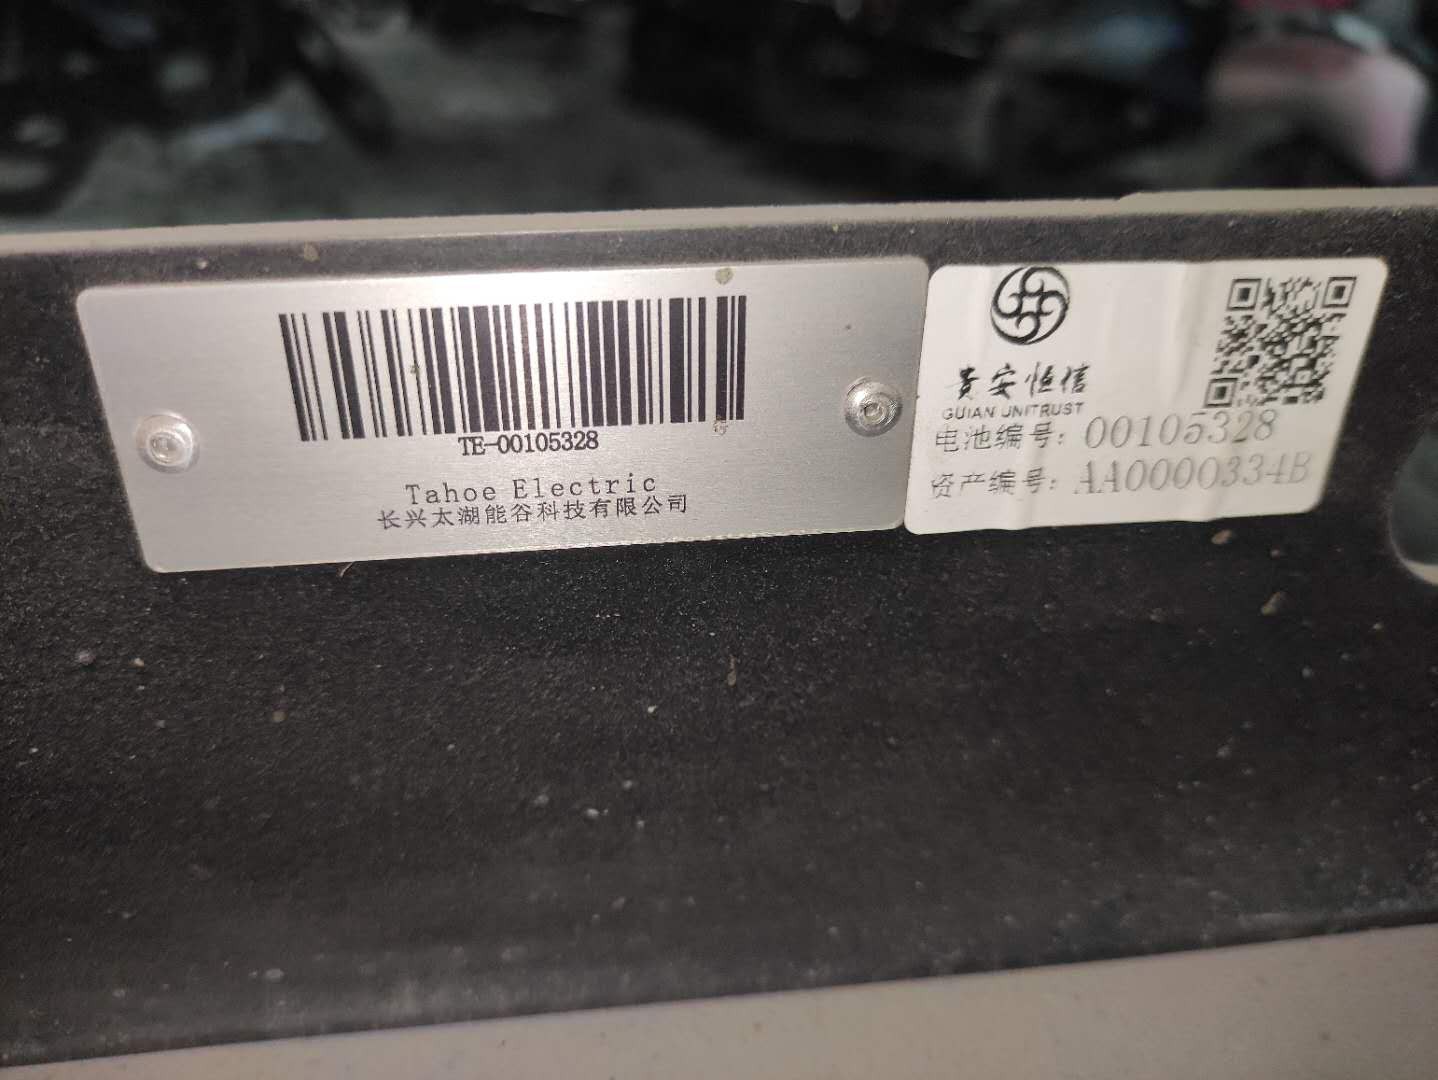 TE-00105328
Tahoe Electric
长兴太湖能谷科技有限公司
贵安恒信
GUIAN UNITRUST
电池编号：00105328
资产编号：AA0000334B